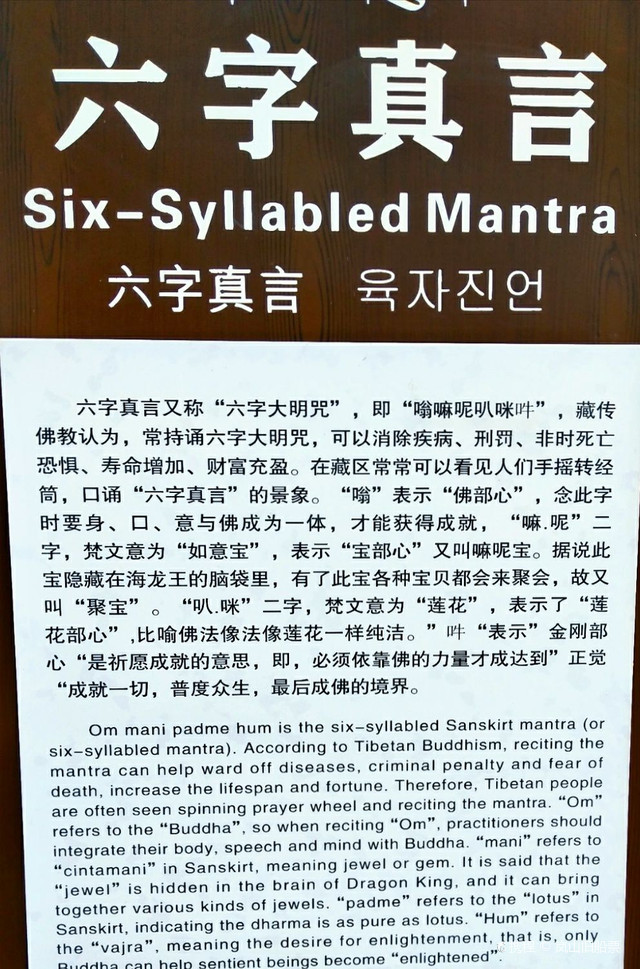 六字真言
Six-Syllabled Mantra
六字真言 육자진언
六字真言又称“六字大明咒”，即“嗡嘛呢叭咪吽”，藏传
佛教认为，常持诵六字大明咒，可以消除疾病、刑罚、非时死亡
恐惧、寿命增加、财富充盈。在藏区常常可以看见人们手摇转经
筒，口诵“六字真言”的景象。“嗡”表示“佛部心”，念此字
时要身、口、意与佛成为一体，才能获得成就，“嘛.呢”二
字，梵文意为“如意宝”，表示“宝部心”又叫嘛呢宝。据说此
宝隐藏在海龙王的脑袋里，有了此宝各种宝贝都会来聚会，故又
叫“聚宝”。“叭.咪”二字，梵文意为“莲花”，表示了“莲
花部心”,比喻佛法像法像莲花一样纯洁。”吽“表示”金刚部
心“是祈愿成就的意思，即，必须依靠佛的力量才成达到”正觉
“成就一切，普度众生，最后成佛的境界。
Om mani padme hum is the six-syllabled Sanskirt mantra (or
six-syllabled mantra). According to Tibetan Buddhism, reciting the
mantra can help ward off diseases, criminal penalty and fear of
death, increase the lifespan and fortune. Therefore, Tibetan people
are often seen spinning prayer wheel and reciting the mantra. “Om”
refers to the “Buddha”, so when reciting “Om”, practitioners should
integrate their body, speech and mind with Buddha. “mani” refers to
“cintamani” in Sanskirt, meaning jewel or gem. It is said that the
“jewel” is hidden in the brain of Dragon King, and it can bring
together various kinds of jewels. “padme” refers to the “lotus” in
Sanskirt, indicating the dharma is as pure as lotus. “Hum” refers to
the “vajra”, meaning the desire for enlightenment, that is, only
Buddha can help sentient beings become “enlightened”.